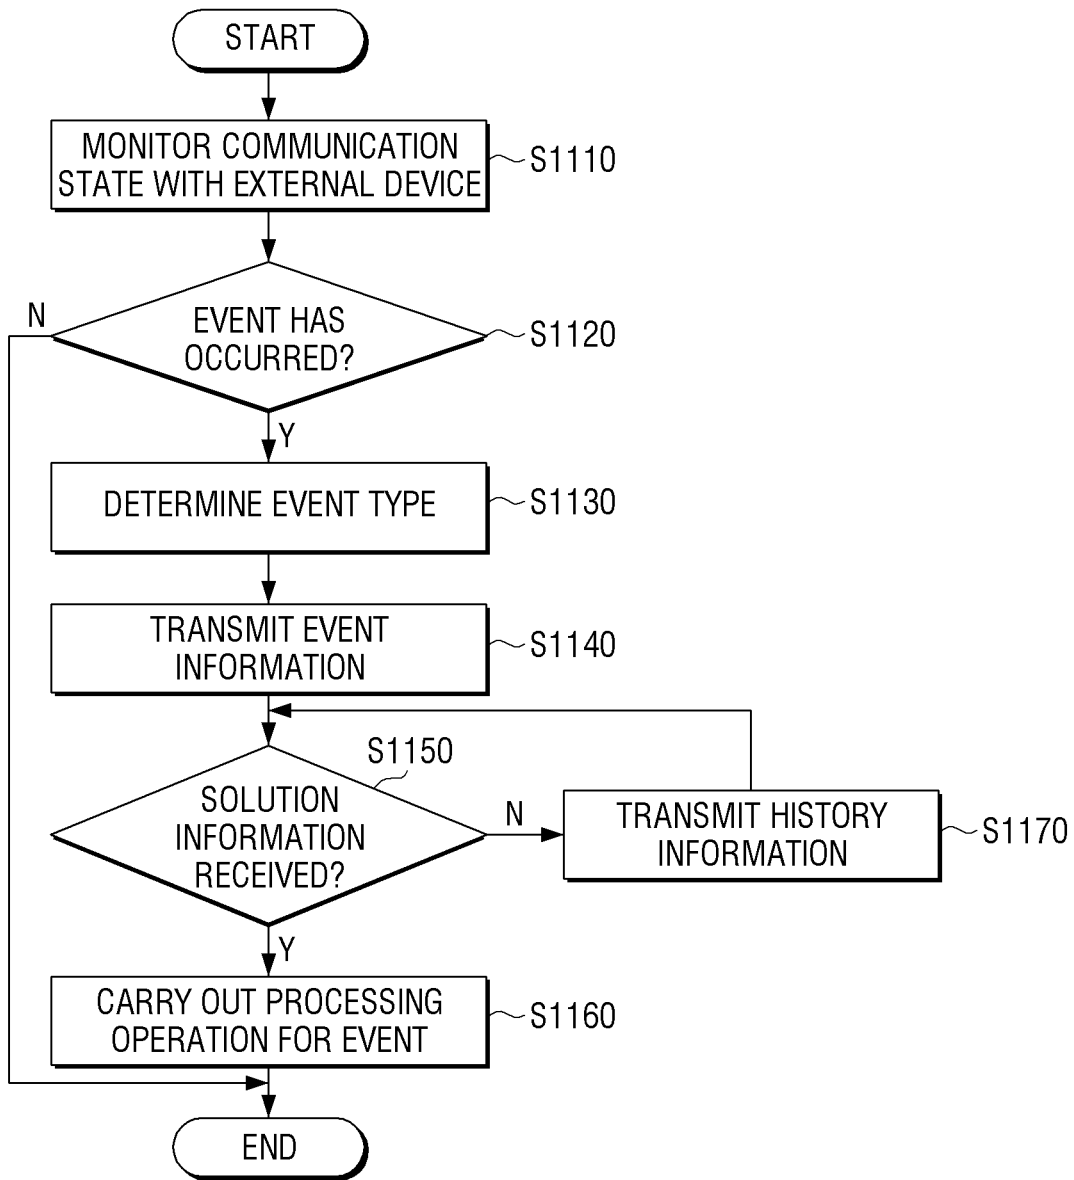 START
MONITOR COMMUNICATION
STATE WITH EXTERNAL DEVICE
S1110
N
EVENT HAS
OCCURRED?
S1120
Y
DETERMINE EVENT TYPE
S1130
TRANSMIT EVENT
INFORMATION
S1140
S1150
SOLUTION
INFORMATION
RECEIVED?
N
TRANSMIT HISTORY
INFORMATION
S1170
Y
CARRY OUT PROCESSING
OPERATION FOR EVENT
S1160
END